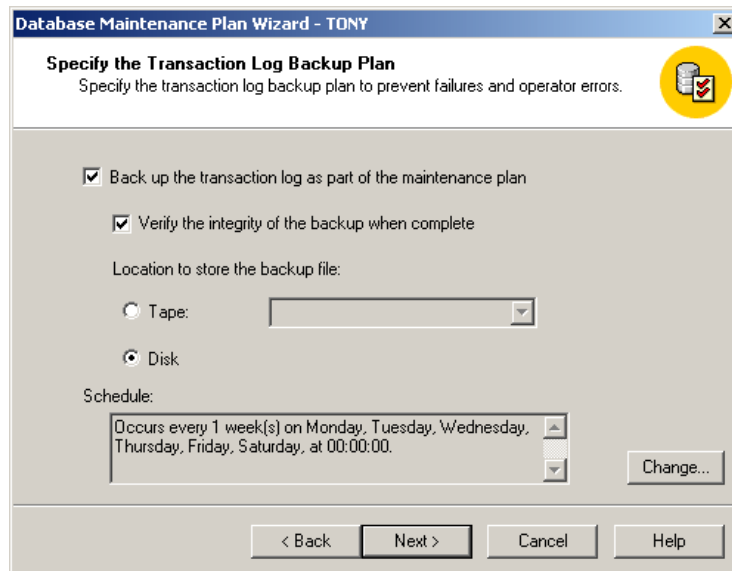 Database Maintenance Plan Wizard - TONY
Specify the Transaction Log Backup Plan
Specify the transaction log backup plan to prevent failures and operator errors.
Back up the transaction log as part of the maintenance plan
Verify the integrity of the backup when complete
Location to store the backup file:
Tape:
Disk
Schedule:
Occurs every 1 week(s) on Monday, Tuesday, Wednesday,
Thursday, Friday, Saturday, at 00:00:00.
Change...
< Back
Next >
Cancel
Help